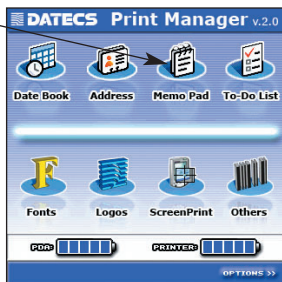 DATECS Print Manager v.2.0
Date Book Address Memo Pad To-Do List
Fonts Logos ScreenPrint Others
PDA: PRINTER:
OPTIONS >>